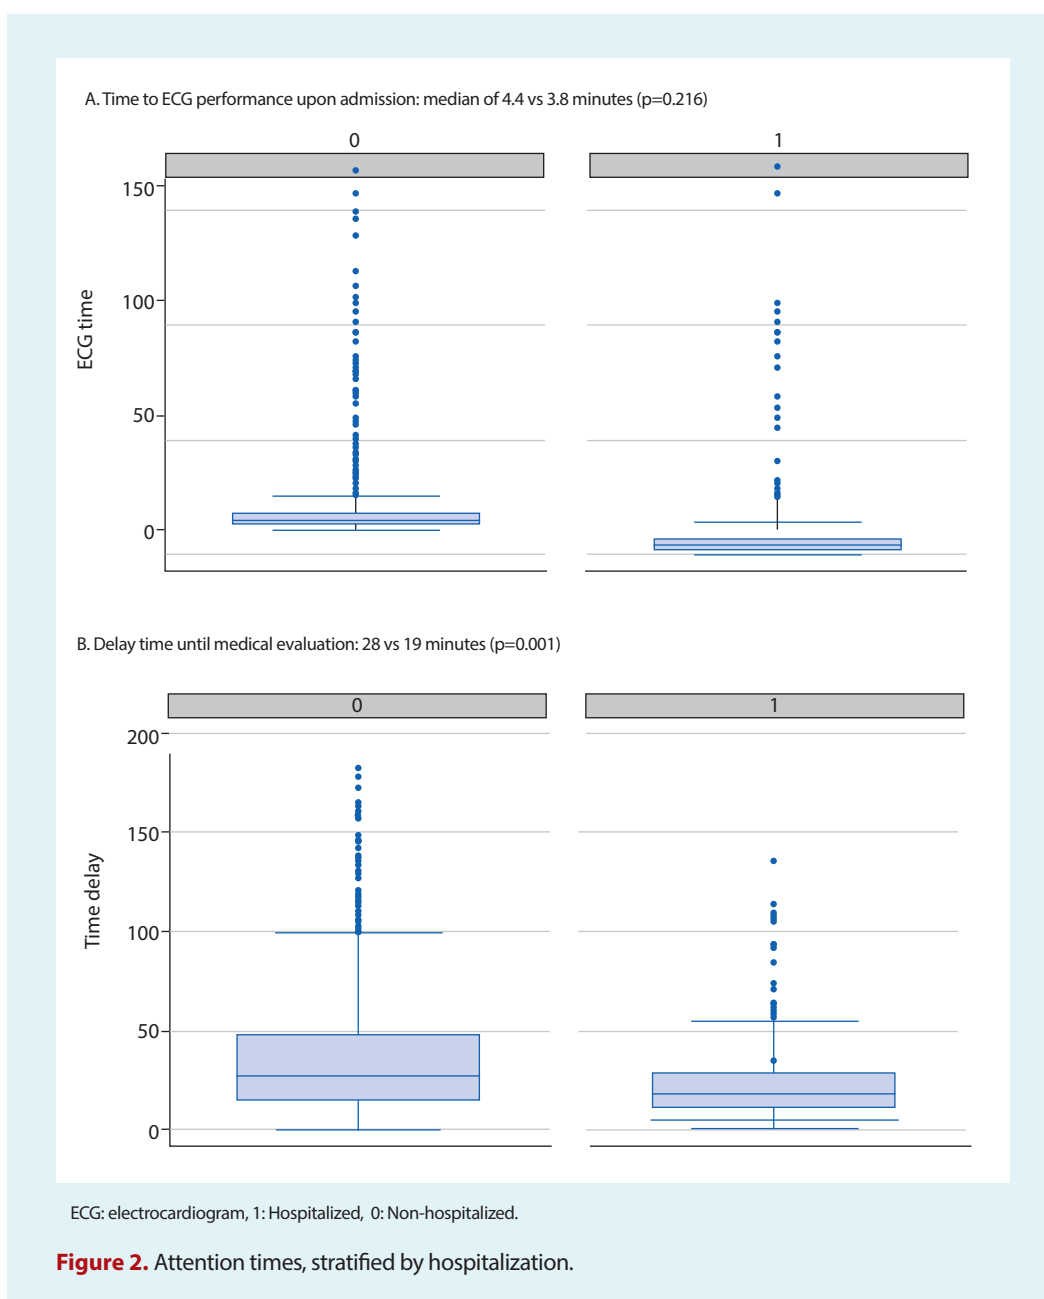 A. Time to ECG performance upon admission: median of 4.4 vs 3.8 minutes (p=0.216)
0 1
150
100
50
0
ECG time
B. Delay time until medical evaluation: 28 vs 19 minutes (p=0.001)
0 1
200
150
100
50
0
Time delay
ECG: electrocardiogram, 1: Hospitalized, 0: Non-hospitalized.
Figure 2. Attention times, stratified by hospitalization.